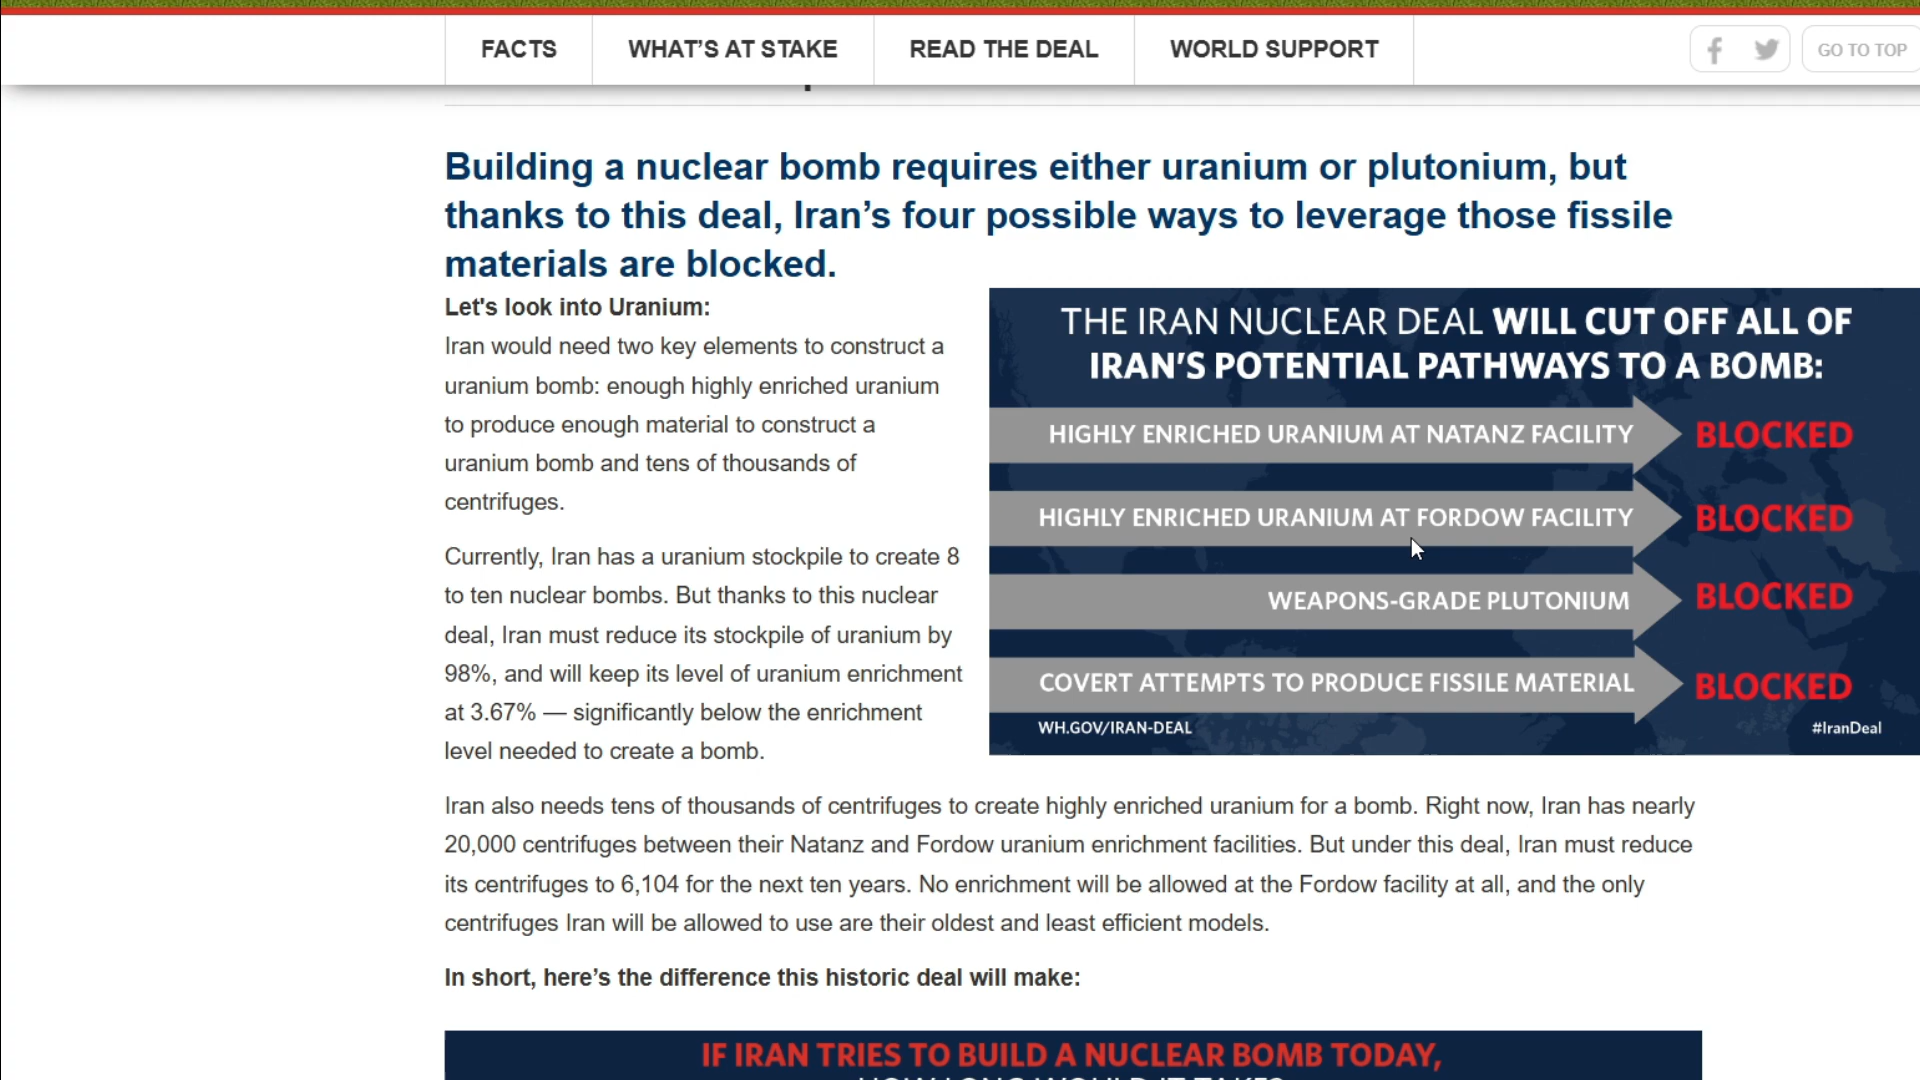 FACTS
WHAT'S AT STAKE
READ THE DEAL
WORLD SUPPORT
GO TO TOP
Building a nuclear bomb requires either uranium or plutonium, but
thanks to this deal, Iran's four possible ways to leverage those fissile
materials are blocked.
Let's look into Uranium:
Iran would need two key elements to construct a
uranium bomb: enough highly enriched uranium
to produce enough material to construct a
uranium bomb and tens of thousands of
centrifuges.
Currently, Iran has a uranium stockpile to create 8
to ten nuclear bombs. But thanks to this nuclear
deal, Iran must reduce its stockpile of uranium by
98%, and will keep its level of uranium enrichment
at 3.67% — significantly below the enrichment
level needed to create a bomb.
THE IRAN NUCLEAR DEAL WILL CUT OFF ALL OF
IRAN'S POTENTIAL PATHWAYS TO A BOMB:
HIGHLY ENRICHED URANIUM AT NATANZ FACILITY BLOCKED
HIGHLY ENRICHED URANIUM AT FORDOW FACILITY BLOCKED
WEAPONS-GRADE PLUTONIUM BLOCKED
COVERT ATTEMPTS TO PRODUCE FISSILE MATERIAL BLOCKED
WH.GOV/IRAN-DEAL
#IranDeal
Iran also needs tens of thousands of centrifuges to create highly enriched uranium for a bomb. Right now, Iran has nearly
20,000 centrifuges between their Natanz and Fordow uranium enrichment facilities. But under this deal, Iran must reduce
its centrifuges to 6,104 for the next ten years. No enrichment will be allowed at the Fordow facility at all, and the only
centrifuges Iran will be allowed to use are their oldest and least efficient models.
In short, here's the difference this historic deal will make:
IF IRAN TRIES TO BUILD A NUCLEAR BOMB TODAY,
HOW LONG WOULD IT TAKE?